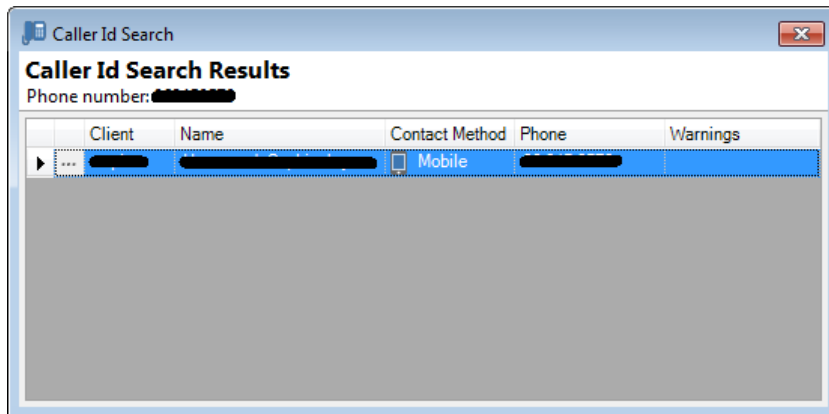 Caller Id Search
Caller Id Search Results
Phone number:
Client Name Contact Method Phone Warnings
... Mobile